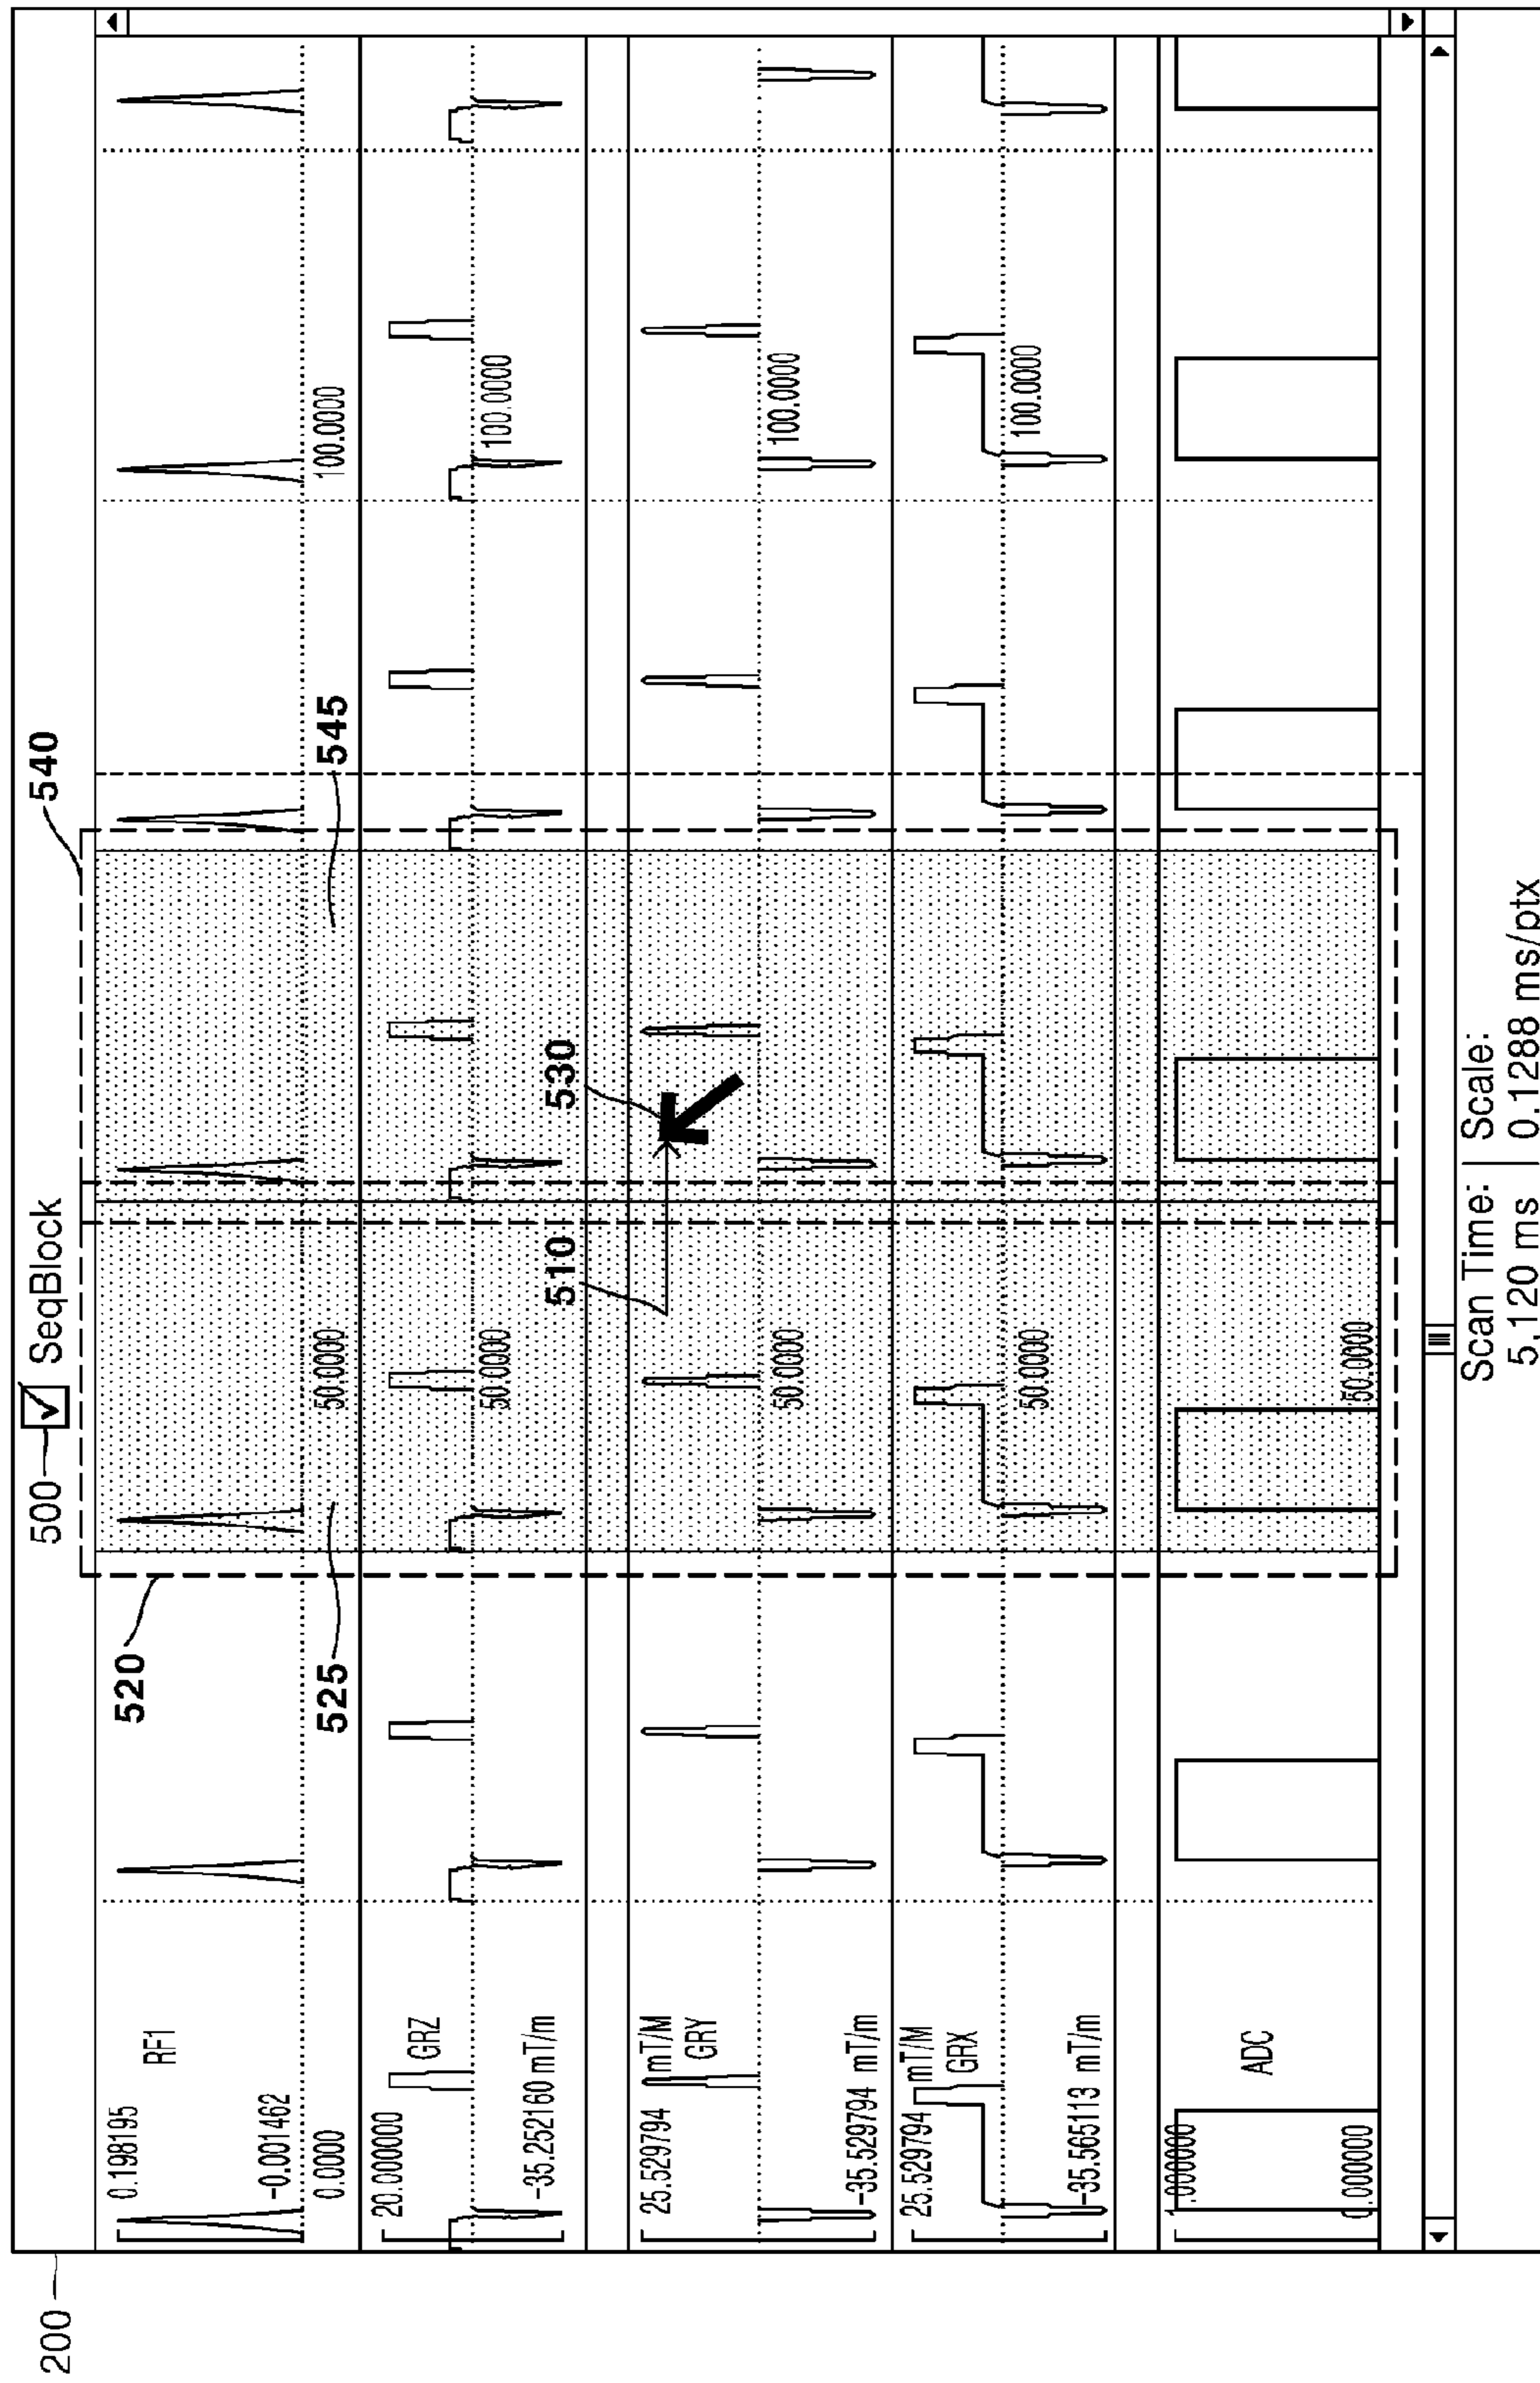 200
500 SeqBlock
540
520
525
545
0.198195
RF1
-0.001462
0.0000
50.0000
100.0000
20.000000
GRZ
-35.252160 mT/m
50.0000
100.0000
510
530
25.529794 mT/M
GRY
-35.529794 mT/m
50.0000
100.0000
25.529794 mT/M
GRX
-35.565113 mT/m
50.0000
100.0000
1.000000
ADC
0.000000
50.0000
Scan Time: | Scale:
5,120 ms | 0.1288 ms/ptx